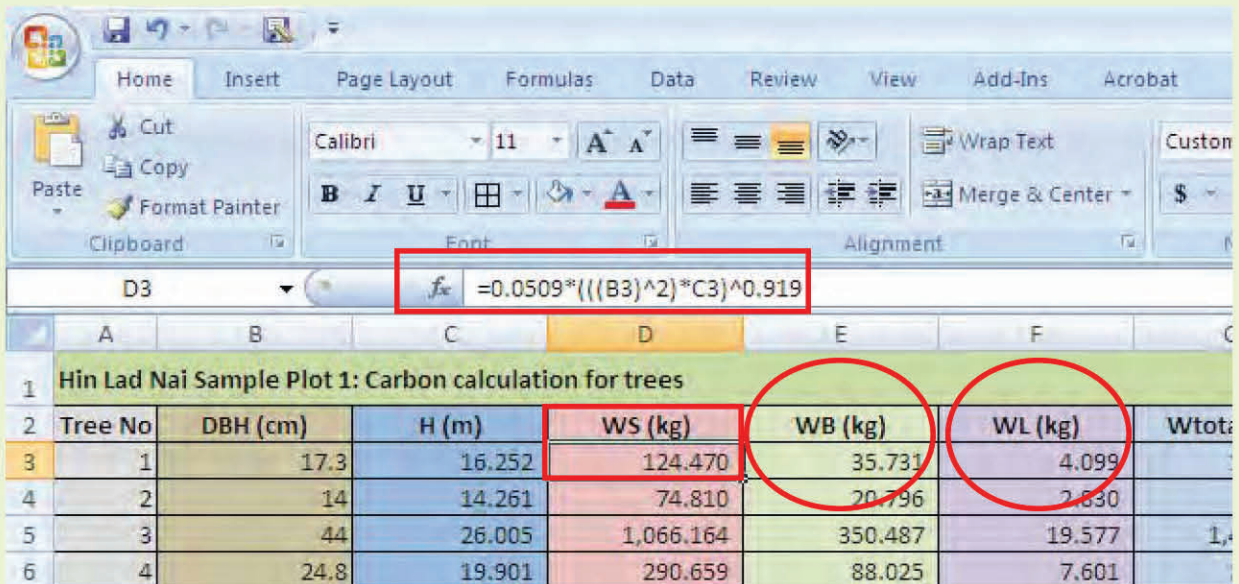 Home Insert Page Layout Formulas Data Review View Add-Ins Acrobat
Cut
Copy
Paste
Format Painter
Clipboard
Calibri 11 A A
B I U A
Font
Wrap Text
Merge & Center
Alignment
Custom
$
D3 fx =0.0509*(((B3)^2)*C3)^0.919
A B C D E F
1 Hin Lad Nai Sample Plot 1: Carbon calculation for trees
2 Tree No DBH (cm) H (m) WS (kg) WB (kg) WL (kg) Wtota
3 1 17.3 16.252 124.470 35.731 4.099
4 2 14 14.261 74.810 20.796 2.830
5 3 44 26.005 1,066.164 350.487 19.577 1,4
6 4 24.8 19.901 290.659 88.025 7.601